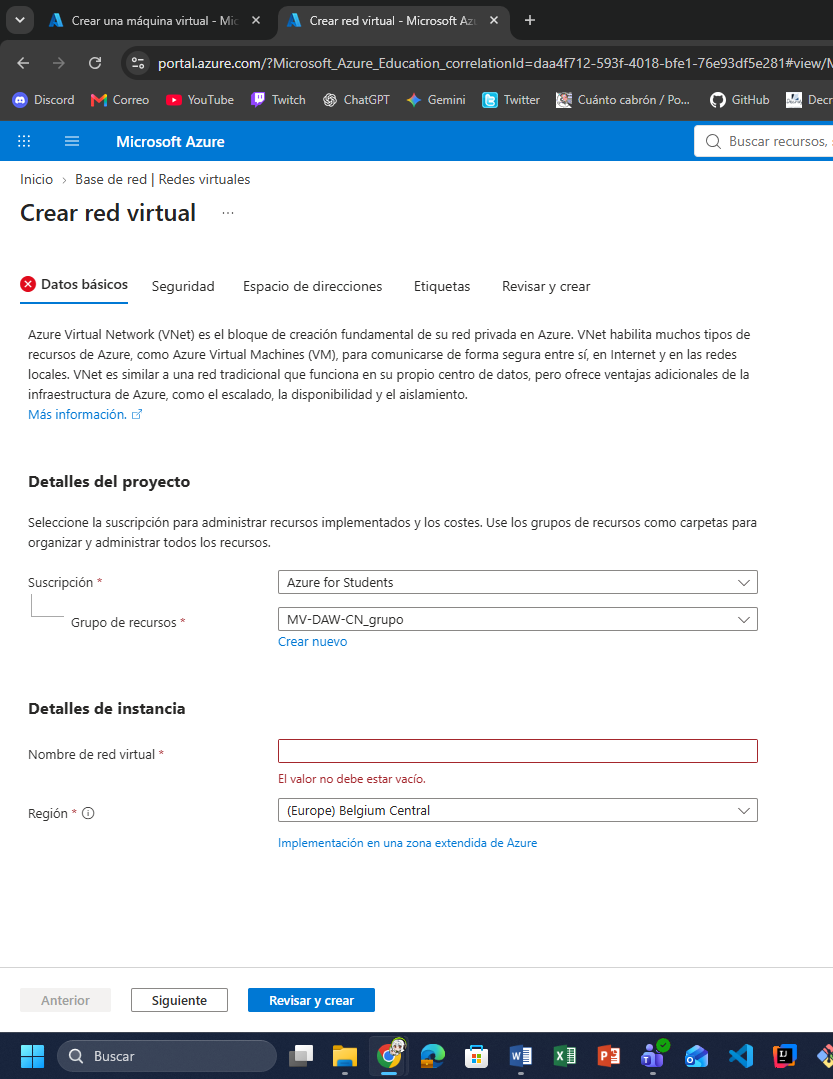 Crear una máquina virtual - Mic
Crear red virtual - Microsoft Azu
portal.azure.com/?Microsoft_Azure_Education_correlationId=daa4f712-593f-4018-bfe1-76e93df5e281#view/M
Discord
Correo
YouTube
Twitch
ChatGPT
Gemini
Twitter
Cuánto cabrón / Po...
GitHub
Decr
Microsoft Azure
Buscar recursos, s
Inicio > Base de red | Redes virtuales
Crear red virtual ...
Datos básicos
Seguridad
Espacio de direcciones
Etiquetas
Revisar y crear
Azure Virtual Network (VNet) es el bloque de creación fundamental de su red privada en Azure. VNet habilita muchos tipos de
recursos de Azure, como Azure Virtual Machines (VM), para comunicarse de forma segura entre sí, en Internet y en las redes
locales. VNet es similar a una red tradicional que funciona en su propio centro de datos, pero ofrece ventajas adicionales de la
infraestructura de Azure, como el escalado, la disponibilidad y el aislamiento.
Más información.
Detalles del proyecto
Seleccione la suscripción para administrar recursos implementados y los costes. Use los grupos de recursos como carpetas para
organizar y administrar todos los recursos.
Suscripción *
Azure for Students
Grupo de recursos *
MV-DAW-CN_grupo
Crear nuevo
Detalles de instancia
Nombre de red virtual *
El valor no debe estar vacío.
Región *
(Europe) Belgium Central
Implementación en una zona extendida de Azure
Anterior
Siguiente
Revisar y crear
Buscar